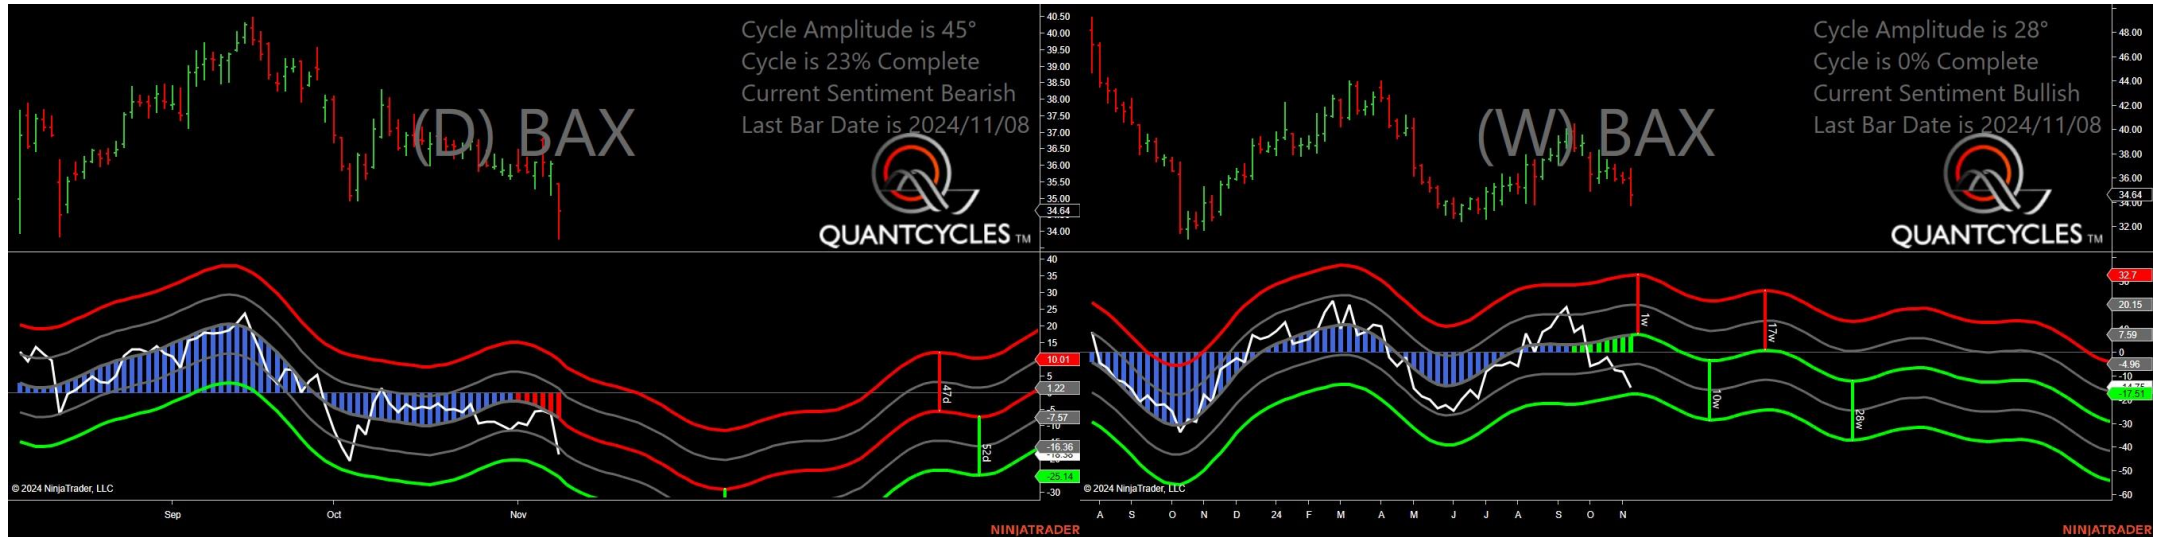 Cycle Amplitude is 45°
Cycle is 23% Complete
Current Sentiment Bearish
Last Bar Date is 2024/11/08
(D) BAX
QUANTCYCLES TM
40.50
40.00
39.50
39.00
38.50
38.00
37.50
37.00
36.50
36.00
35.50
35.00
34.64
34.00
40
35
30
25
20
15
10.01
5
1.22
-5
-7.57
-10
-16.36
-18.38
-25.14
-30
47d
52d
© 2024 NinjaTrader, LLC
Sep Oct Nov
NINJATRADER
Cycle Amplitude is 28°
Cycle is 0% Complete
Current Sentiment Bullish
Last Bar Date is 2024/11/08
(W) BAX
QUANTCYCLES TM
48.00
46.00
44.00
42.00
40.00
38.00
36.00
34.64
34.00
32.00
32.7
20.15
7.59
0
-4.96
-10
-17.51
-30
-40
-50
-60
1w
17w
10w
28w
© 2024 NinjaTrader, LLC
A S O N D 24 F M A M J J A S O N
NINJATRADER